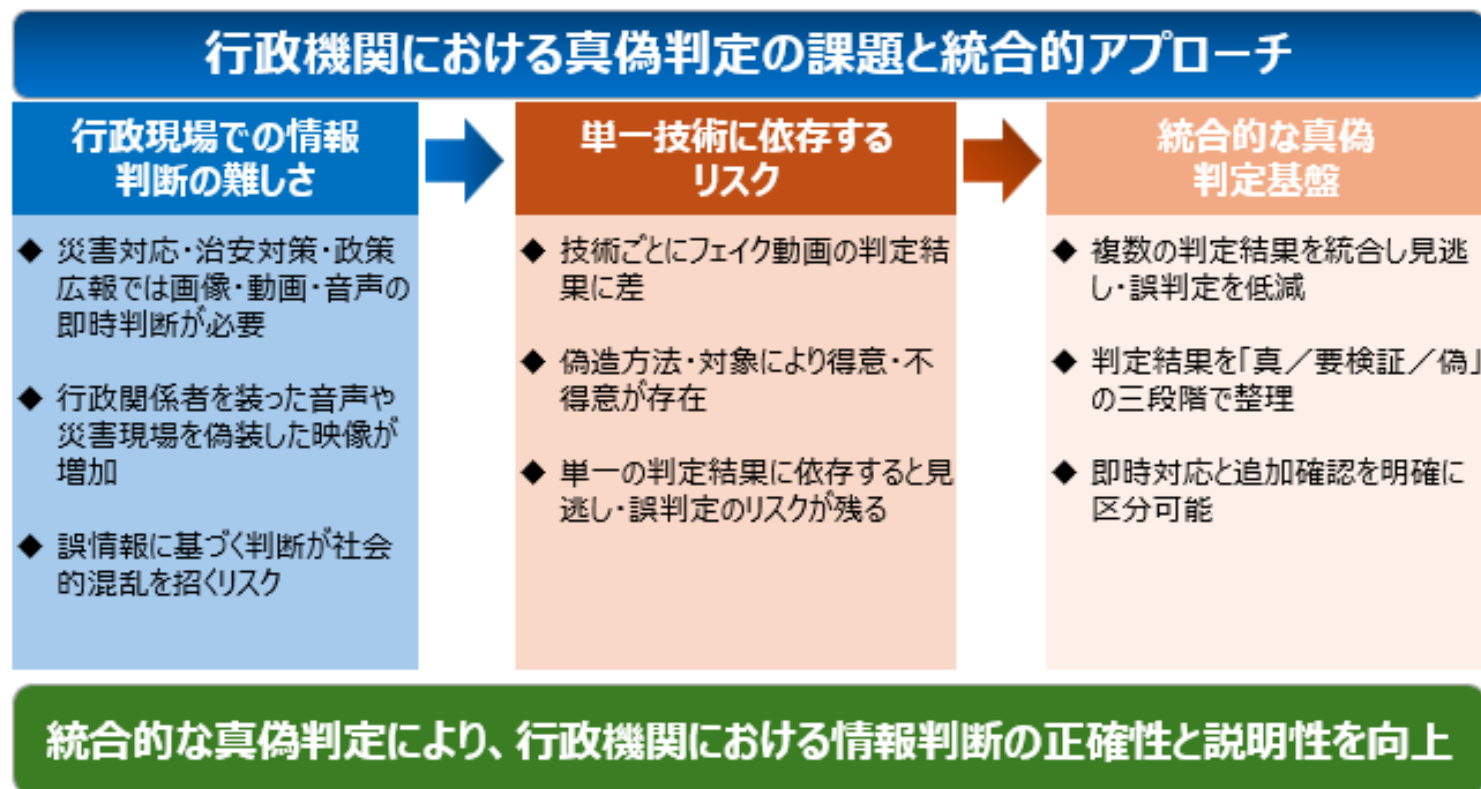 行政機関における真偽判定の課題と統合的アプローチ
行政現場での情報
判断の難しさ
◆ 災害対応・治安対策・政策
広報では画像・動画・音声の
即時判断が必要
◆ 行政関係者を装った音声や
災害現場を偽装した映像が
増加
◆ 誤情報に基づく判断が社会
的混乱を招くリスク
単一技術に依存する
リスク
◆ 技術ごとにフェイク動画の判定結
果に差
◆ 偽造方法・対象により得意・不
得意が存在
◆ 単一の判定結果に依存すると見
逃し・誤判定のリスクが残る
統合的な真偽
判定基盤
◆ 複数の判定結果を統合し見逃
し・誤判定を低減
◆ 判定結果を「真／要検証／偽」
の三段階で整理
◆ 即時対応と追加確認を明確に
区分可能
統合的な真偽判定により、行政機関における情報判断の正確性と説明性を向上